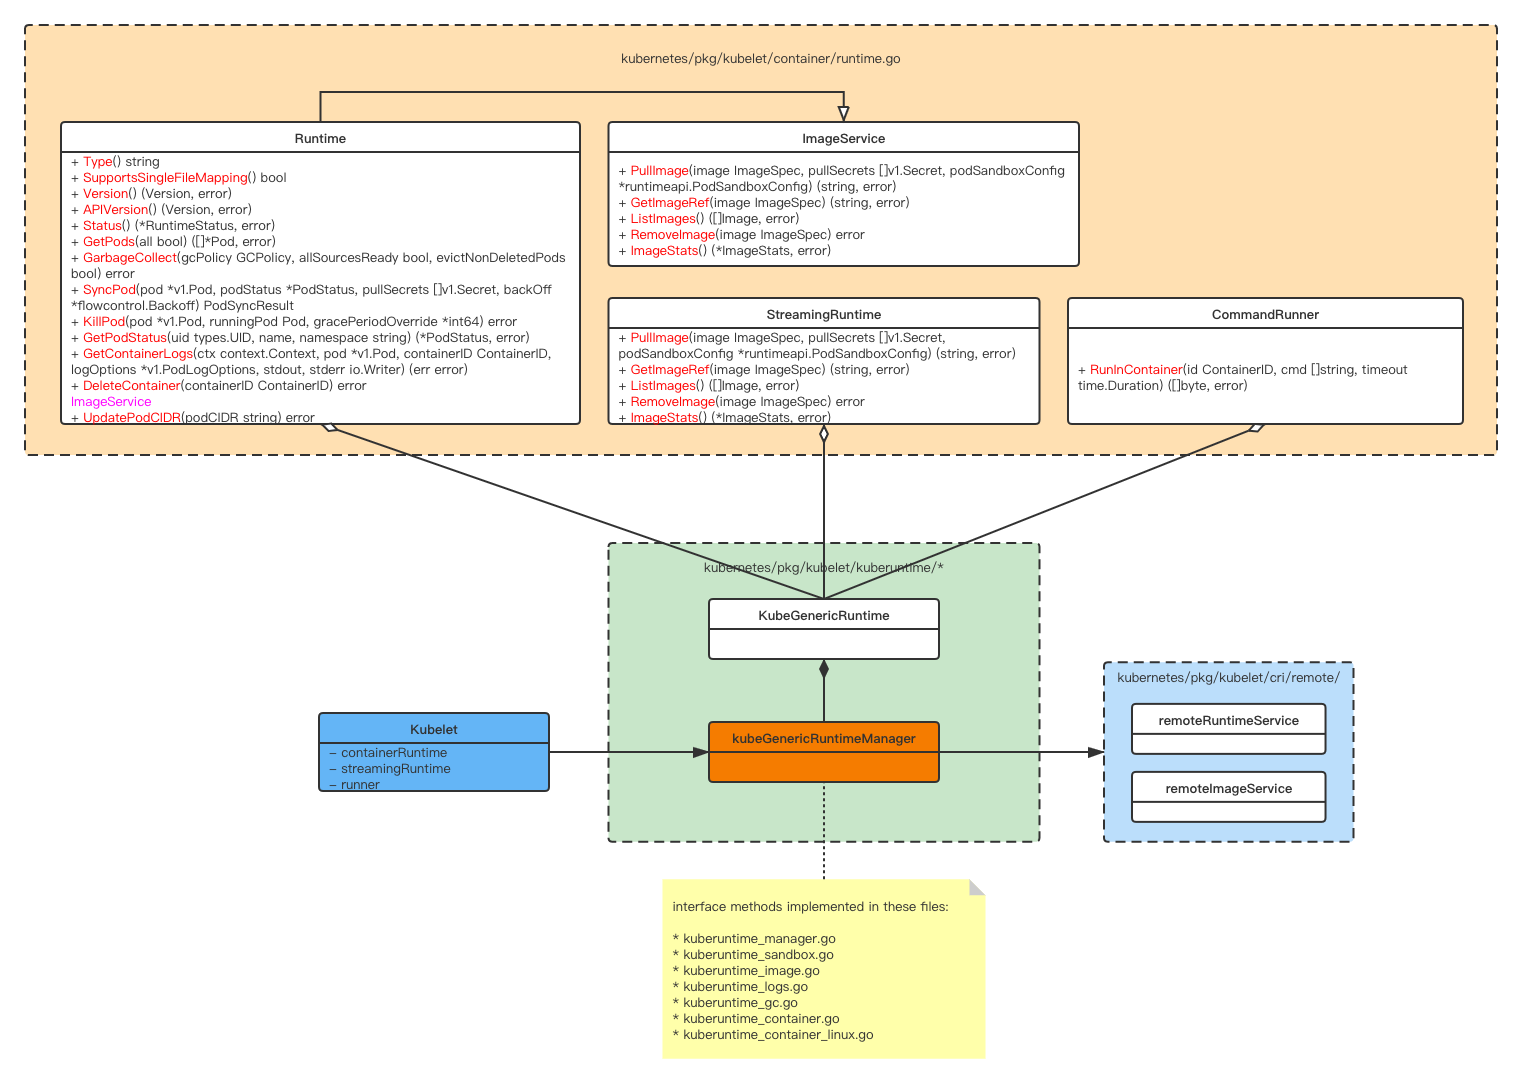 kubernetes/pkg/kubelet/container/runtime.go
Runtime
+ Type() string
+ SupportsSingleFileMapping() bool
+ Version() (Version, error)
+ APIVersion() (Version, error)
+ Status() (*RuntimeStatus, error)
+ GetPods(all bool) ([]*Pod, error)
+ GarbageCollect(gcPolicy GCPolicy, allSourcesReady bool, evictNonDeletedPods
bool) error
+ SyncPod(pod *v1.Pod, podStatus *PodStatus, pullSecrets []v1.Secret, backOff
*flowcontrol.Backoff) PodSyncResult
+ KillPod(pod *v1.Pod, runningPod Pod, gracePeriodOverride *int64) error
+ GetPodStatus(uid types.UID, name, namespace string) (*PodStatus, error)
+ GetContainerLogs(ctx context.Context, pod *v1.Pod, containerID ContainerID,
logOptions *v1.PodLogOptions, stdout, stderr io.Writer) (err error)
+ DeleteContainer(containerID ContainerID) error
ImageService
+ UpdatePodCIDR(podCIDR string) error
ImageService
+ PullImage(image ImageSpec, pullSecrets []v1.Secret, podSandboxConfig
*runtimeapi.PodSandboxConfig) (string, error)
+ GetImageRef(image ImageSpec) (string, error)
+ ListImages() ([]Image, error)
+ RemoveImage(image ImageSpec) error
+ ImageStats() (*ImageStats, error)
StreamingRuntime
+ PullImage(image ImageSpec, pullSecrets []v1.Secret,
podSandboxConfig *runtimeapi.PodSandboxConfig) (string, error)
+ GetImageRef(image ImageSpec) (string, error)
+ ListImages() ([]Image, error)
+ RemoveImage(image ImageSpec) error
+ ImageStats() (*ImageStats, error)
CommandRunner
+ RunInContainer(id ContainerID, cmd []string, timeout
time.Duration) ([]byte, error)
kubernetes/pkg/kubelet/kuberuntime/*
KubeGenericRuntime
kubeGenericRuntimeManager
Kubelet
– containerRuntime
– streamingRuntime
– runner
kubernetes/pkg/kubelet/cri/remote/
remoteRuntimeService
remoteImageService
interface methods implemented in these files:
* kuberuntime_manager.go
* kuberuntime_sandbox.go
* kuberuntime_image.go
* kuberuntime_logs.go
* kuberuntime_gc.go
* kuberuntime_container.go
* kuberuntime_container_linux.go